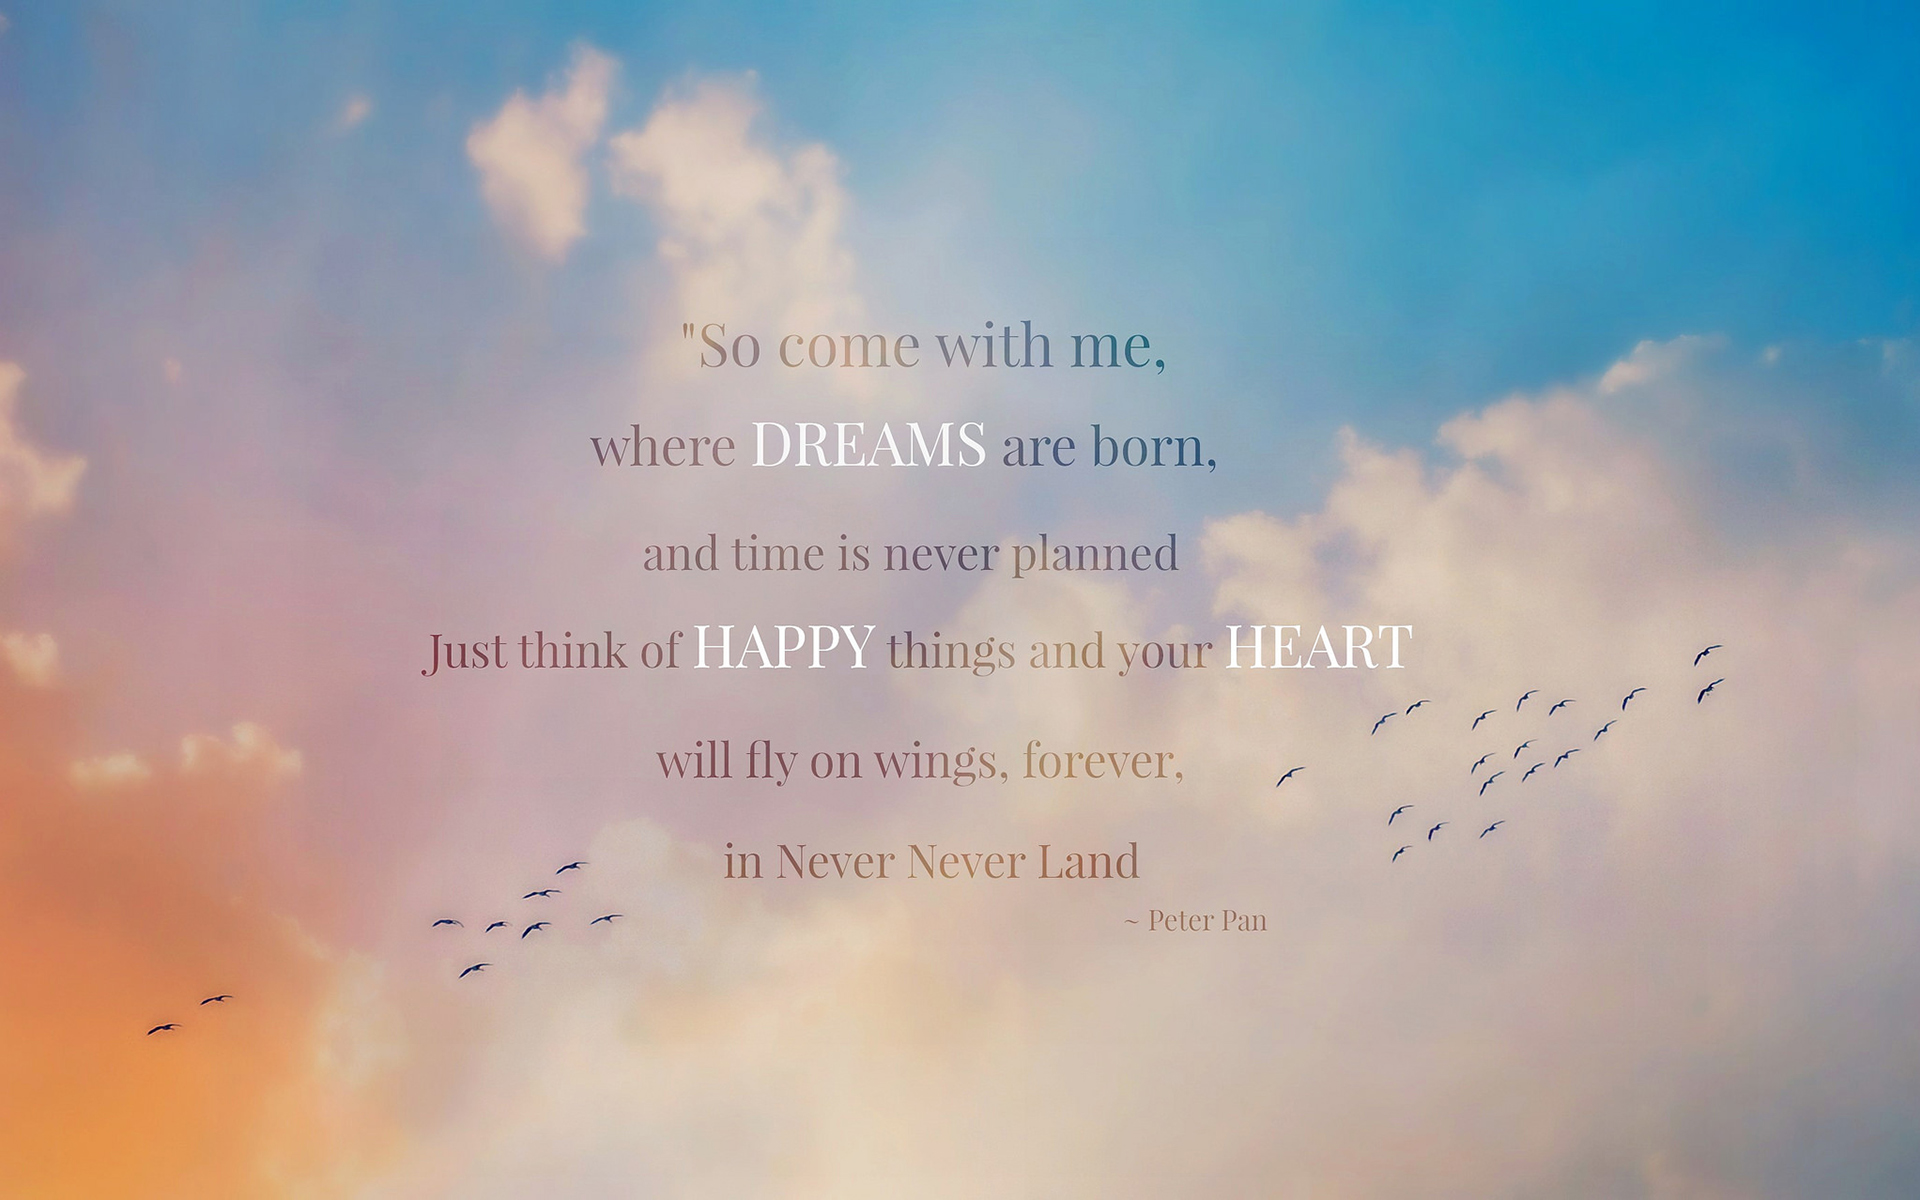 "So come with me,
where DREAMS are born,
and time is never planned
Just think of HAPPY things and your HEART
will fly on wings, forever,
in Never Never Land
~ Peter Pan